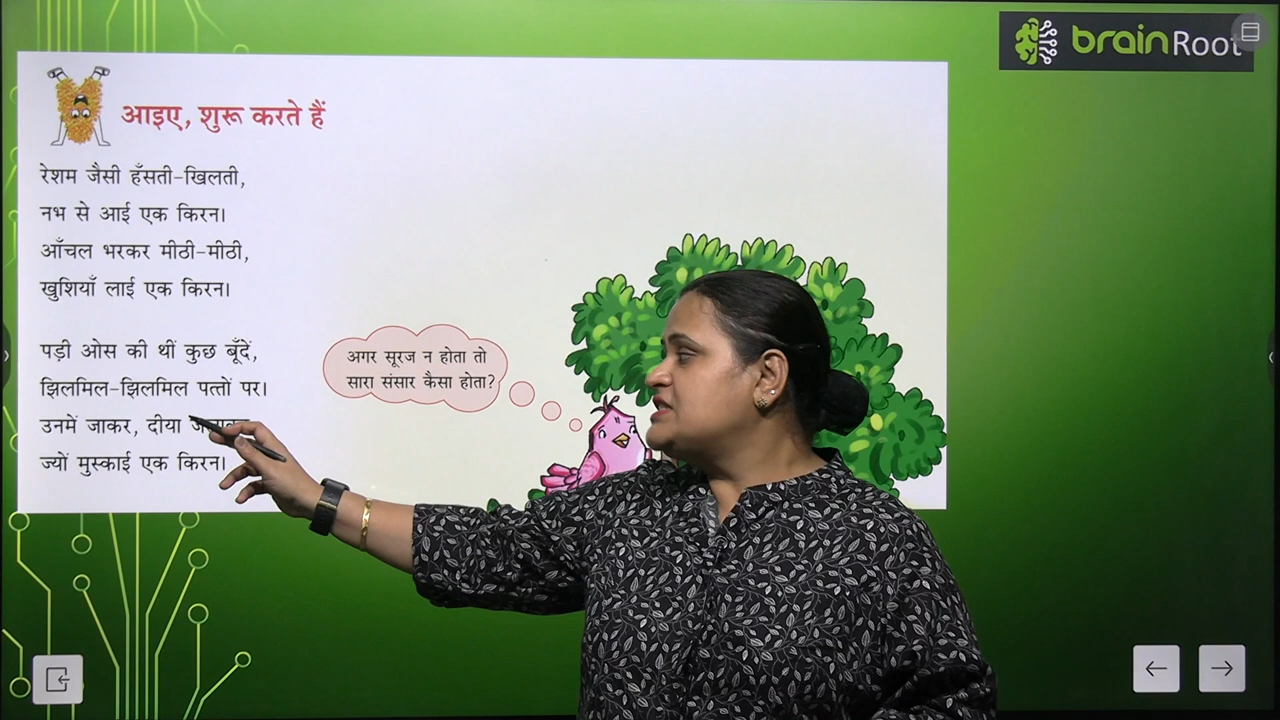 brainRoot
आइए, शुरू करते हैं
रेशम जैसी हँसती-खिलती,
नभ से आई एक किरन।
आँचल भरकर मीठी-मीठी,
खुशियाँ लाई एक किरन।
पड़ी ओस की थीं कुछ बूँदें,
झिलमिल-झिलमिल पत्तों पर।
उनमें जाकर, दीया
ज्यों मुस्काई एक किरन।
अगर सूरज न होता तो
सारा संसार कैसा होता?